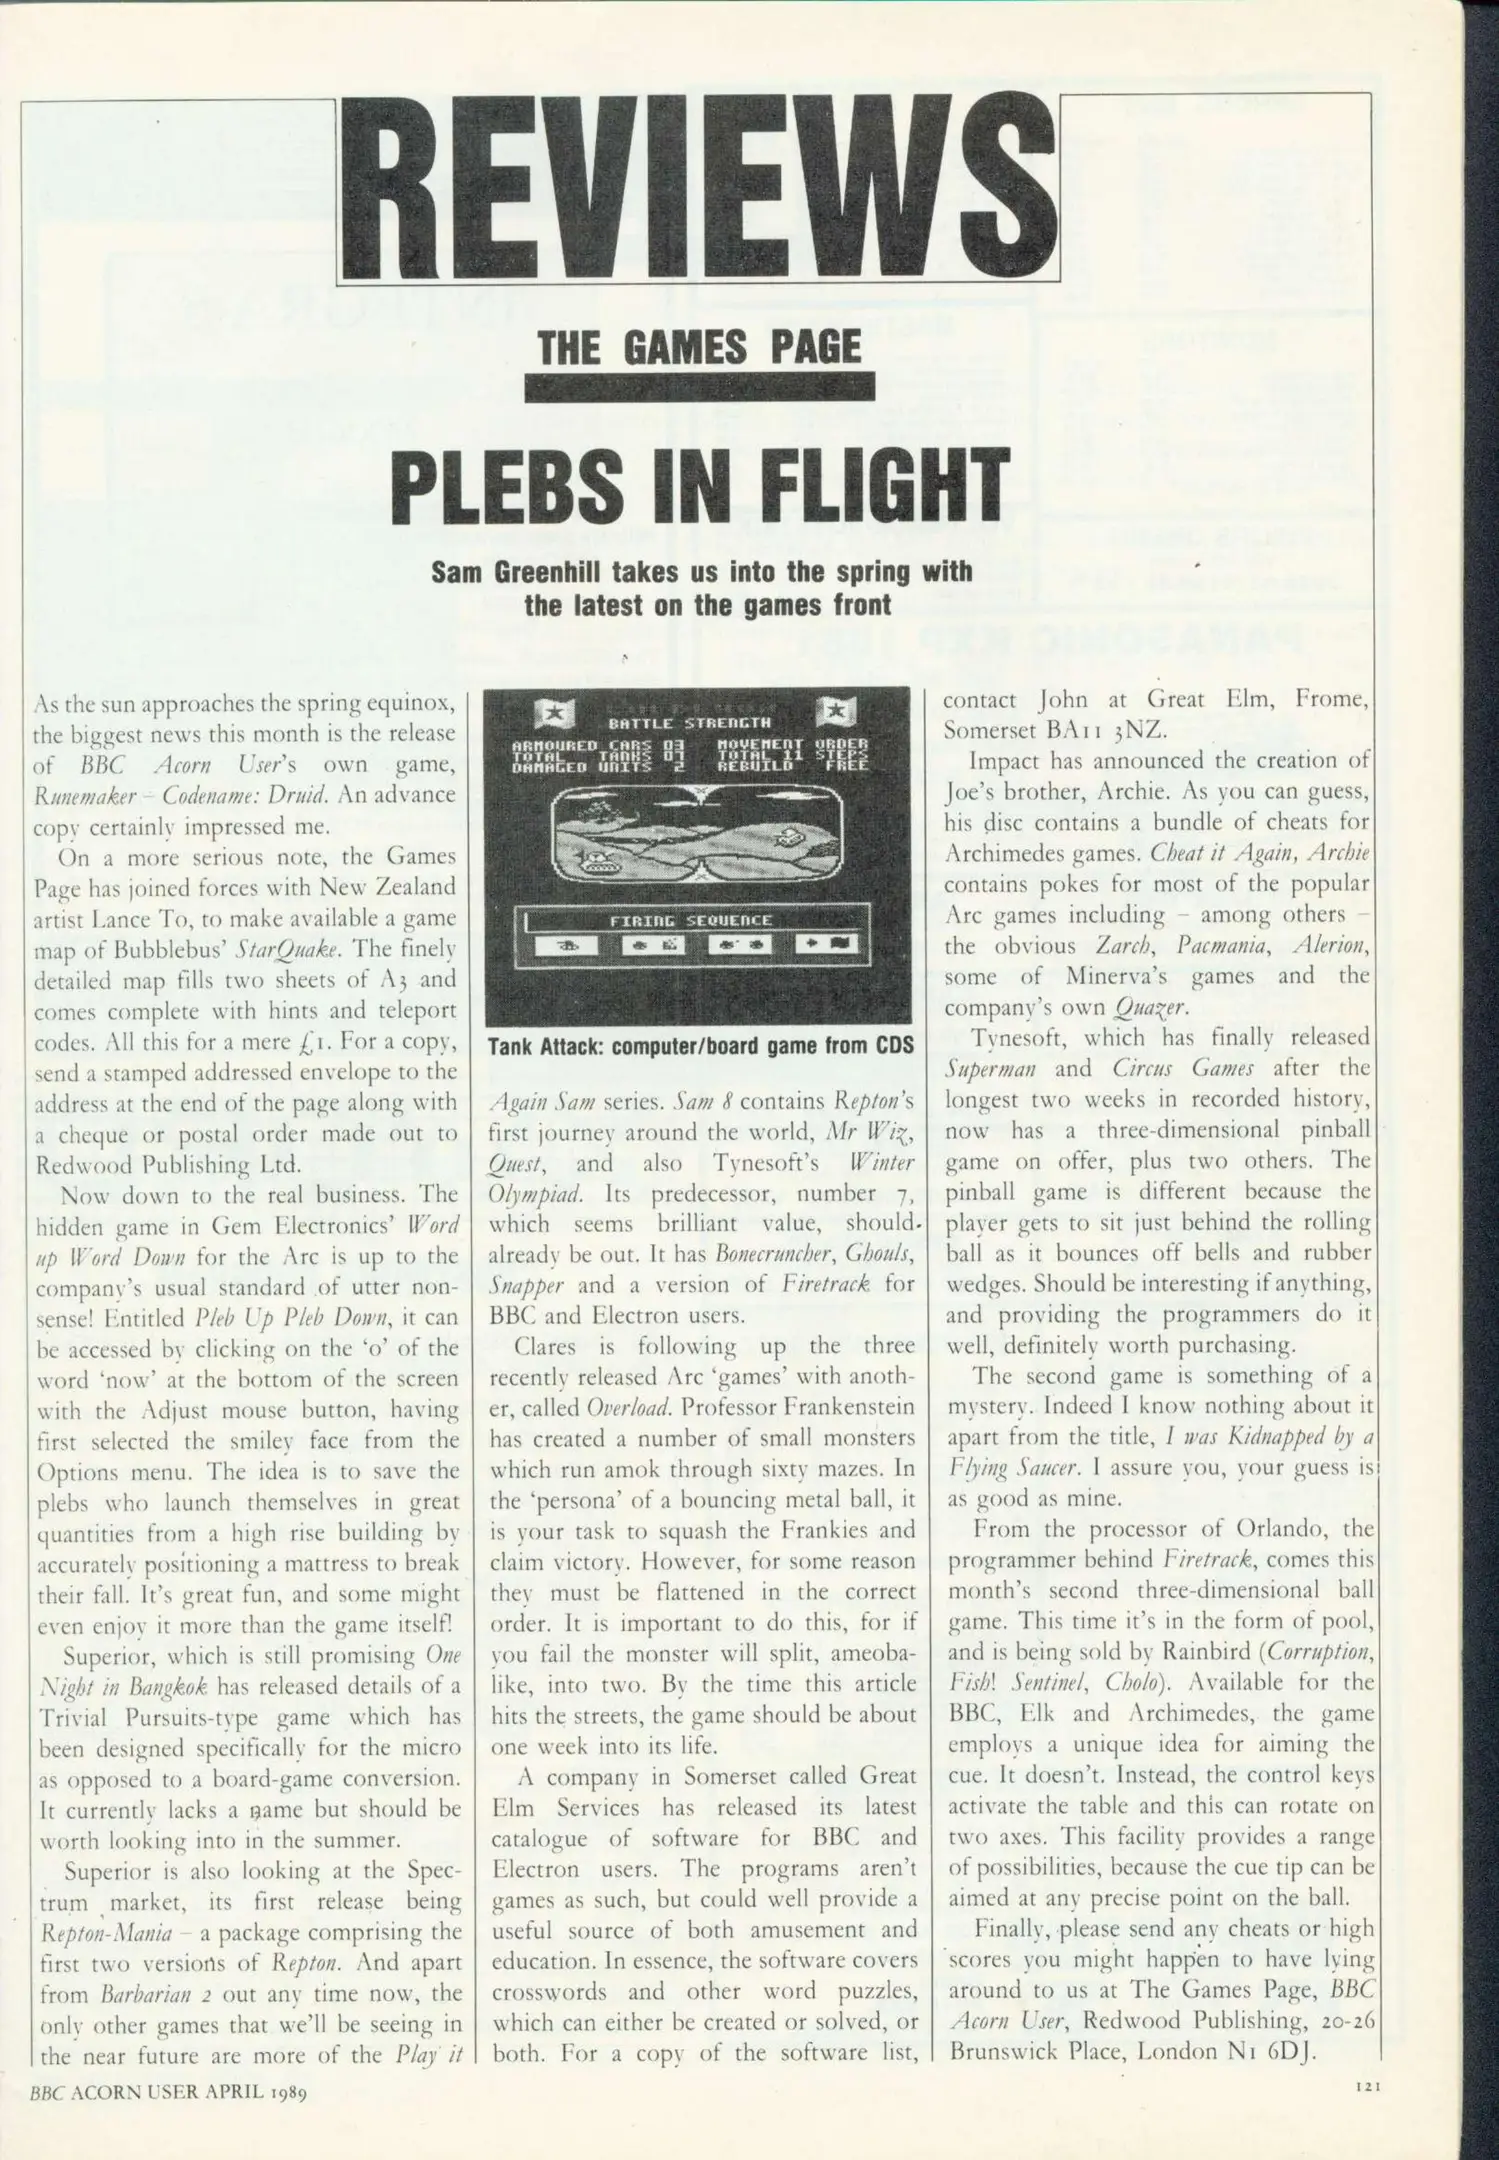 REVIEWS
THE GAMES PAGE
PLEBS IN FLIGHT
Sam Greenhill takes us into the spring with
the latest on the games front
As the sun approaches the spring equinox,
the biggest news this month is the release
of BBC Acorn User's own game,
Runemaker – Codename: Druid. An advance
copy certainly impressed me.
On a more serious note, the Games
Page has joined forces with New Zealand
artist Lance To, to make available a game
map of Bubblebus' StarQuake. The finely
detailed map fills two sheets of A3 and
comes complete with hints and teleport
codes. All this for a mere £1. For a copy,
send a stamped addressed envelope to the
address at the end of the page along with
a cheque or postal order made out to
Redwood Publishing Ltd.
Now down to the real business. The
hidden game in Gem Electronics' Word
up Word Down for the Arc is up to the
company's usual standard of utter non-
sense! Entitled Pleb Up Pleb Down, it can
be accessed by clicking on the 'o' of the
word 'now' at the bottom of the screen
with the Adjust mouse button, having
first selected the smiley face from the
Options menu. The idea is to save the
plebs who launch themselves in great
quantities from a high rise building by
accurately positioning a mattress to break
their fall. It's great fun, and some might
even enjoy it more than the game itself!
Superior, which is still promising One
Night in Bangkok has released details of a
Trivial Pursuits-type game which has
been designed specifically for the micro
as opposed to a board-game conversion.
It currently lacks a name but should be
worth looking into in the summer.
Superior is also looking at the Spec-
trum market, its first release being
Repton-Mania – a package comprising the
first two versions of Repton. And apart
from Barbarian 2 out any time now, the
only other games that we'll be seeing in
the near future are more of the Play it
BATTLE STRENGTH
ARMOURED CARS 03 MOVEMENT ORDER
TOTAL TANKS 07 TOTAL 11 STEPS
DAMAGED UNITS 2 REBUILD FREE
FIRING SEQUENCE
Tank Attack: computer/board game from CDS
Again Sam series. Sam 8 contains Repton's
first journey around the world, Mr Wiz,
Quest, and also Tynesoft's Winter
Olympiad. Its predecessor, number 7,
which seems brilliant value, should
already be out. It has Bonecruncher, Ghouls,
Snapper and a version of Firetrack for
BBC and Electron users.
Clares is following up the three
recently released Arc 'games' with anoth-
er, called Overload. Professor Frankenstein
has created a number of small monsters
which run amok through sixty mazes. In
the 'persona' of a bouncing metal ball, it
is your task to squash the Frankies and
claim victory. However, for some reason
they must be flattened in the correct
order. It is important to do this, for if
you fail the monster will split, ameoba-
like, into two. By the time this article
hits the streets, the game should be about
one week into its life.
A company in Somerset called Great
Elm Services has released its latest
catalogue of software for BBC and
Electron users. The programs aren't
games as such, but could well provide a
useful source of both amusement and
education. In essence, the software covers
crosswords and other word puzzles,
which can either be created or solved, or
both. For a copy of the software list,
contact John at Great Elm, Frome,
Somerset BA11 3NZ.
Impact has announced the creation of
Joe's brother, Archie. As you can guess,
his disc contains a bundle of cheats for
Archimedes games. Cheat it Again, Archie
contains pokes for most of the popular
Arc games including – among others –
the obvious Zarch, Pacmania, Alerion,
some of Minerva's games and the
company's own Quazer.
Tynesoft, which has finally released
Superman and Circus Games after the
longest two weeks in recorded history,
now has a three-dimensional pinball
game on offer, plus two others. The
pinball game is different because the
player gets to sit just behind the rolling
ball as it bounces off bells and rubber
wedges. Should be interesting if anything,
and providing the programmers do it
well, definitely worth purchasing.
The second game is something of a
mystery. Indeed I know nothing about it
apart from the title, I was Kidnapped by a
Flying Saucer. I assure you, your guess is
as good as mine.
From the processor of Orlando, the
programmer behind Firetrack, comes this
month's second three-dimensional ball
game. This time it's in the form of pool,
and is being sold by Rainbird (Corruption,
Fish! Sentinel, Cholo). Available for the
BBC, Elk and Archimedes, the game
employs a unique idea for aiming the
cue. It doesn't. Instead, the control keys
activate the table and this can rotate on
two axes. This facility provides a range
of possibilities, because the cue tip can be
aimed at any precise point on the ball.
Finally, please send any cheats or high
scores you might happen to have lying
around to us at The Games Page, BBC
Acorn User, Redwood Publishing, 20-26
Brunswick Place, London N1 6DJ.
BBC ACORN USER APRIL 1989
121